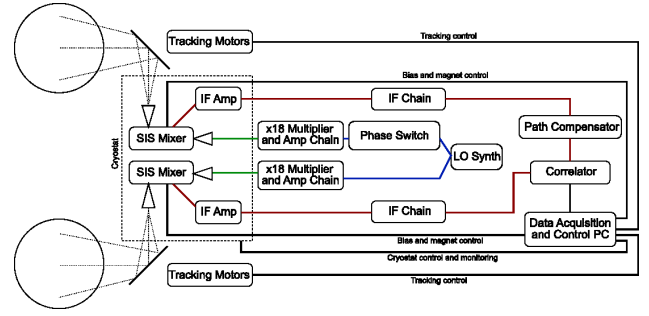 Tracking Motors
Tracking control
Bias and magnet control
IF Amp
IF Chain
Path Compensator
SIS Mixer
x18 Multiplier
and Amp Chain
Phase Switch
Cryostat
LO Synth
SIS Mixer
x18 Multiplier
and Amp Chain
Correlator
IF Amp
IF Chain
Data Acquisition
and Control PC
Bias and magnet control
Cryostat control and monitoring
Tracking Motors
Tracking control